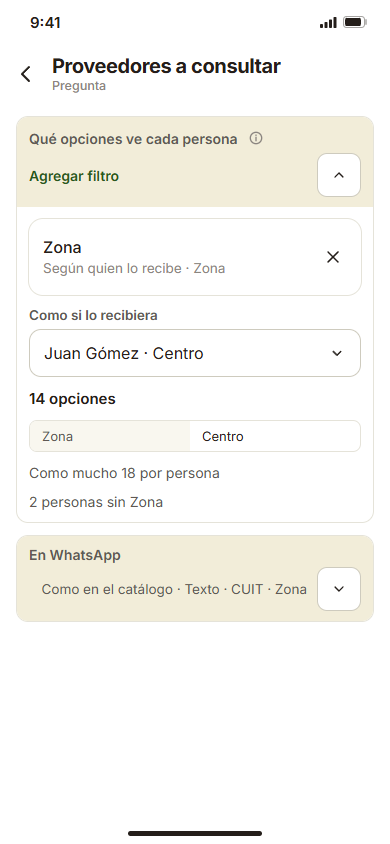 9:41
Proveedores a consultar
Pregunta
Qué opciones ve cada persona
Agregar filtro
Zona
Según quien lo recibe · Zona
Como si lo recibiera
Juan Gómez · Centro
14 opciones
Zona Centro
Como mucho 18 por persona
2 personas sin Zona
En WhatsApp
Como en el catálogo · Texto · CUIT · Zona